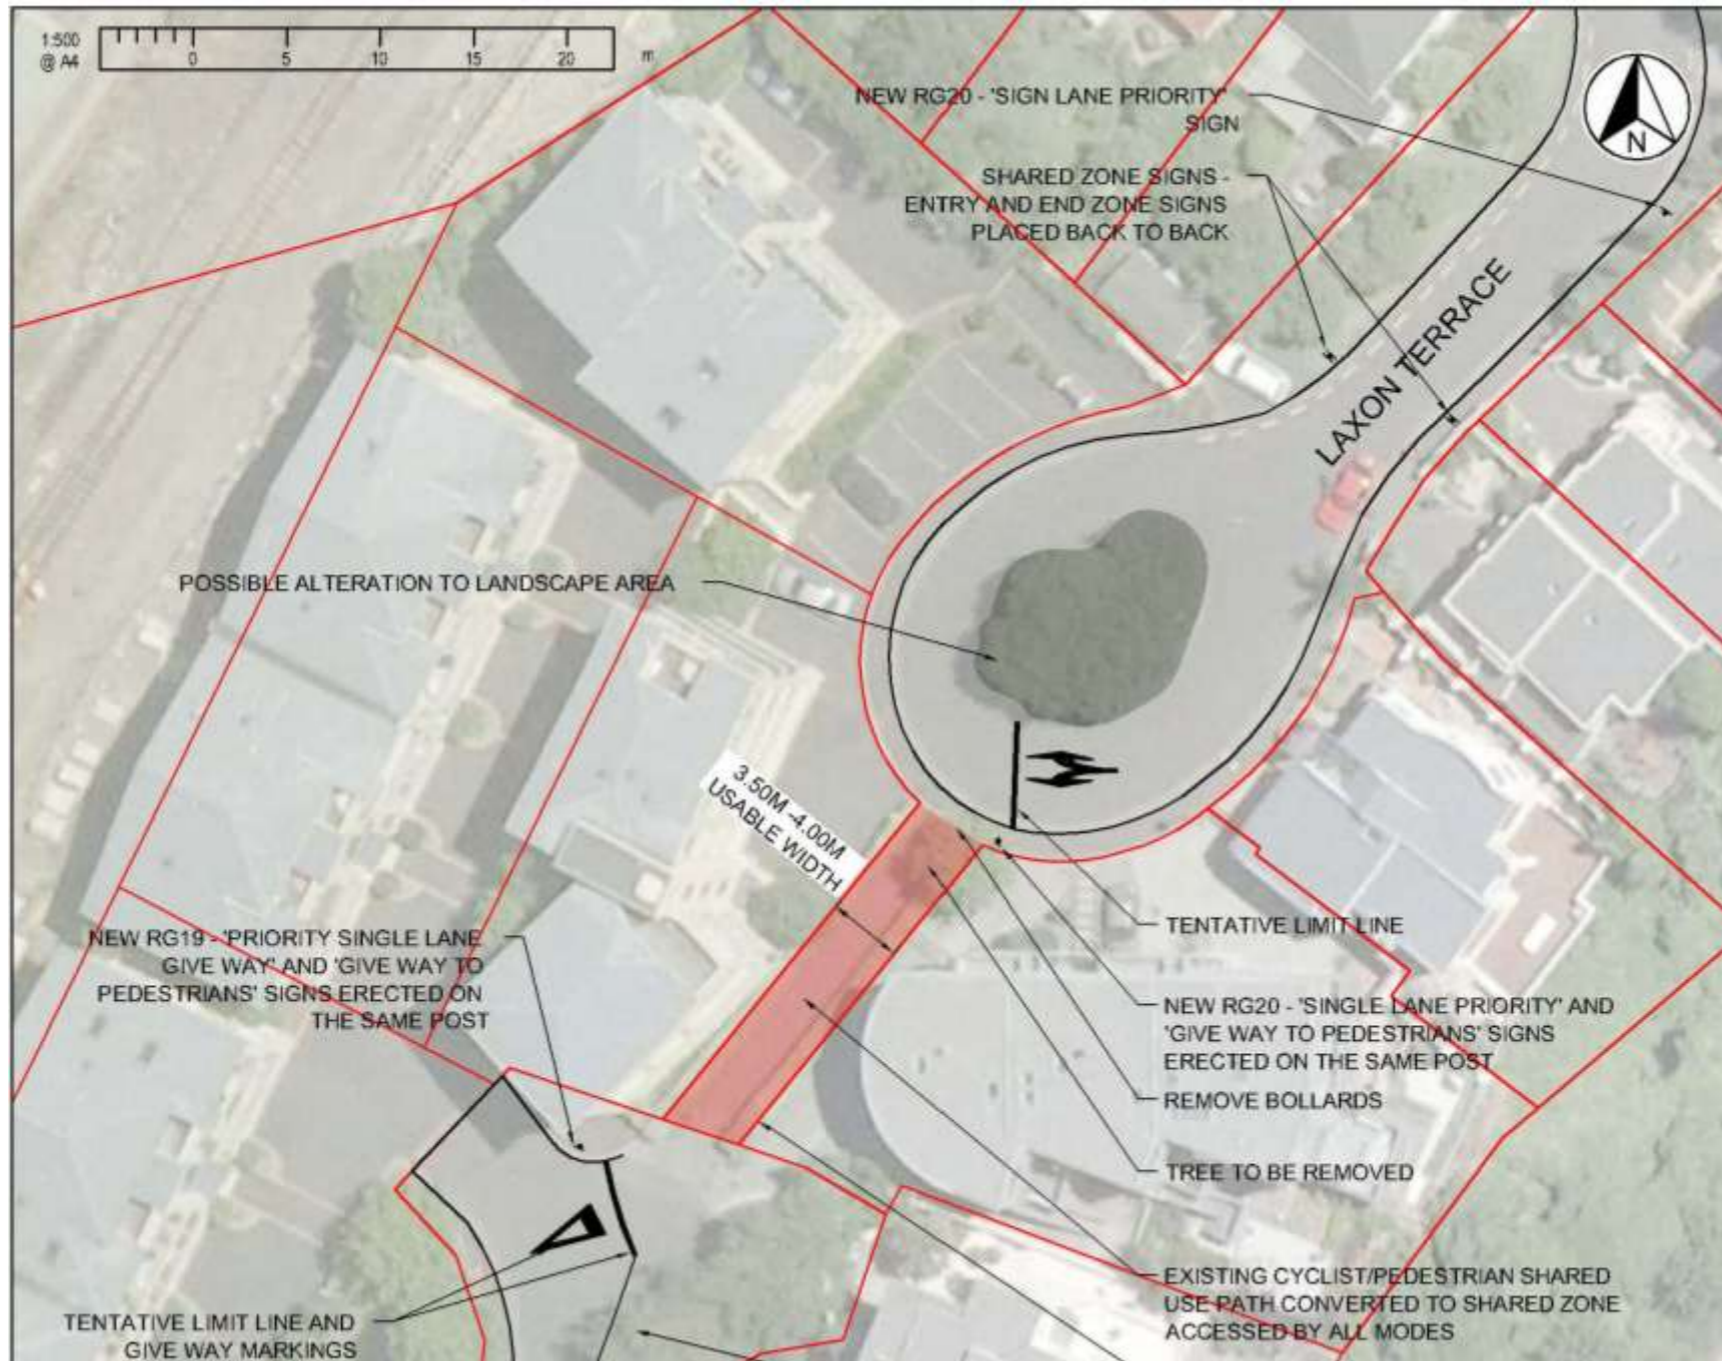 1:500
@ A4
0 5 10 15 20 m
NEW RG20 - 'SIGN LANE PRIORITY'
SIGN
N
SHARED ZONE SIGNS -
ENTRY AND END ZONE SIGNS
PLACED BACK TO BACK
LAXON TERRACE
POSSIBLE ALTERATION TO LANDSCAPE AREA
3.50M -4.00M
USABLE WIDTH
TENTATIVE LIMIT LINE
NEW RG19 - 'PRIORITY SINGLE LANE
GIVE WAY' AND 'GIVE WAY TO
PEDESTRIANS' SIGNS ERECTED ON
THE SAME POST
NEW RG20 - 'SINGLE LANE PRIORITY' AND
'GIVE WAY TO PEDESTRIANS' SIGNS
ERECTED ON THE SAME POST
REMOVE BOLLARDS
TREE TO BE REMOVED
EXISTING CYCLIST/PEDESTRIAN SHARED
USE PATH CONVERTED TO SHARED ZONE
ACCESSED BY ALL MODES
TENTATIVE LIMIT LINE AND
GIVE WAY MARKINGS